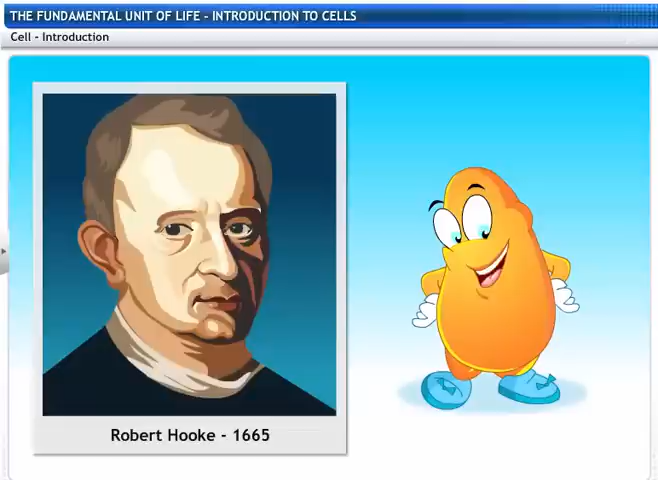 THE FUNDAMENTAL UNIT OF LIFE - INTRODUCTION TO CELLS
Cell - Introduction
Robert Hooke - 1665